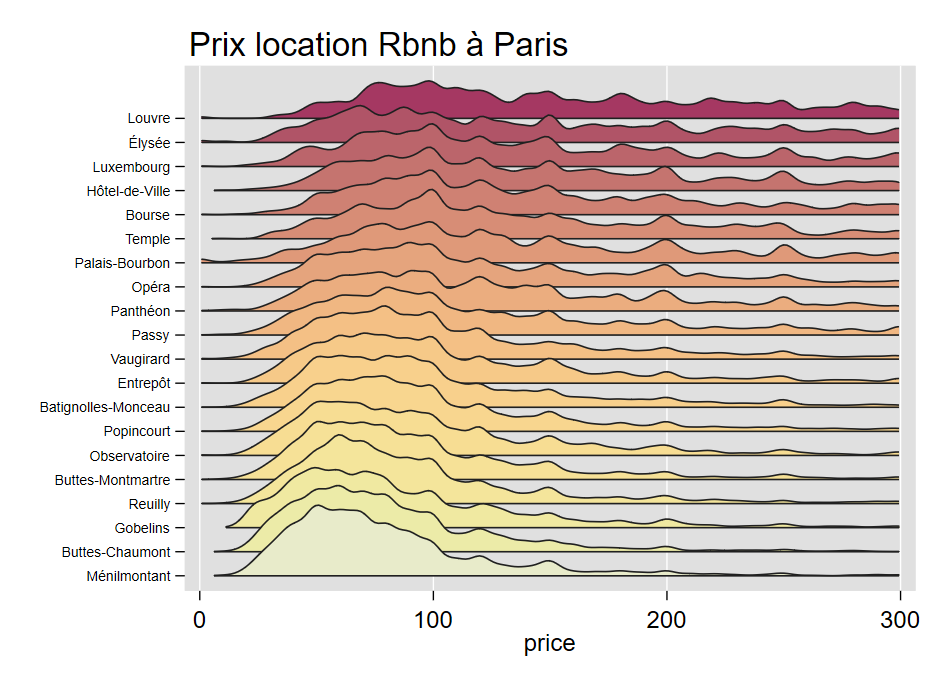 Prix location Rbnb à Paris
Louvre
Élysée
Luxembourg
Hôtel-de-Ville
Bourse
Temple
Palais-Bourbon
Opéra
Panthéon
Passy
Vaugirard
Entrepôt
Batignolles-Monceau
Popincourt
Observatoire
Buttes-Montmartre
Reuilly
Gobelins
Buttes-Chaumont
Ménilmontant
0 100 200 300
price